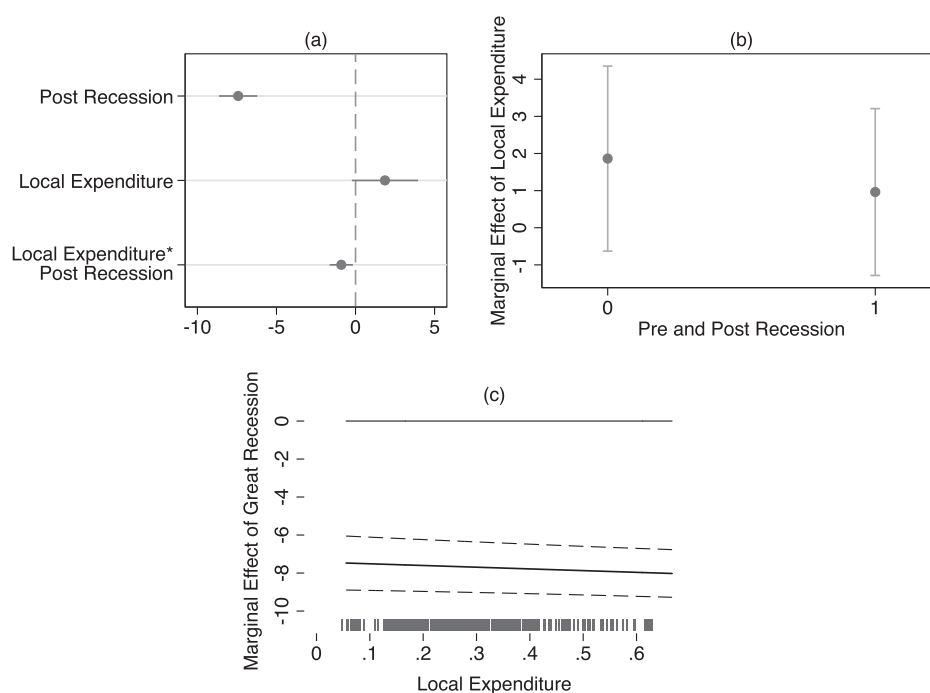 (a)
Post Recession
Local Expenditure
Local Expenditure*
Post Recession
-10
-5
0
5
(b)
Marginal Effect of Local Expenditure
4
3
2
1
0
-1
0
1
Pre and Post Recession
(c)
Marginal Effect of Great Recession
0
-2
-4
-6
-8
-10
0
.1
.2
.3
.4
.5
.6
Local Expenditure